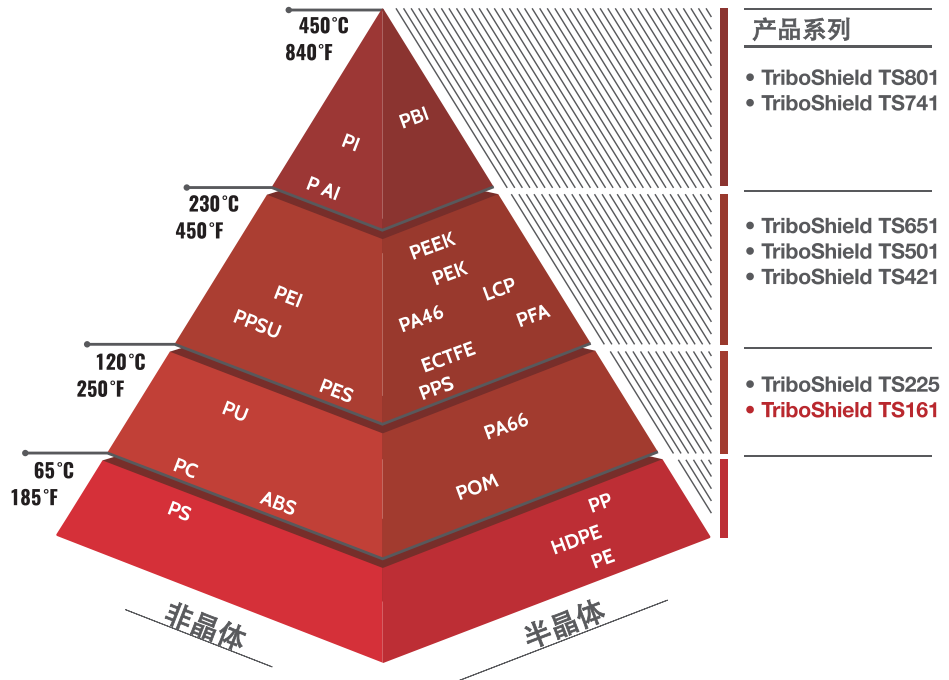 450°C
840°F
产品系列
• TriboShield TS801
• TriboShield TS741
PBI
PI
P AI
230°C
450°F
• TriboShield TS651
• TriboShield TS501
• TriboShield TS421
PEEK
PEK
LCP
PEI
PA46
PFA
PPSU
ECTFE
PES
PPS
120°C
250°F
• TriboShield TS225
• TriboShield TS161
PU
PA66
PC
ABS
POM
65°C
185°F
PS
PP
HDPE
PE
非晶体
半晶体